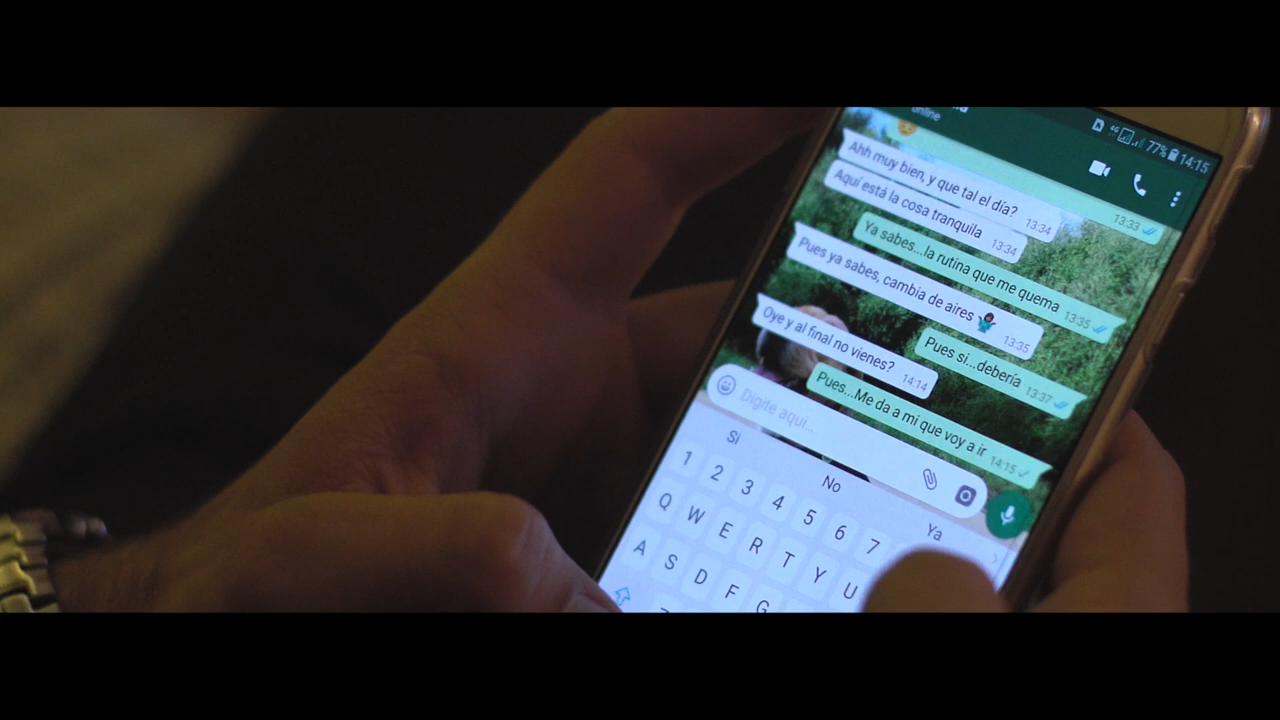 online
4G 77% 14:15
13:33
Ahh muy bien, y que tal el día? 13:34
Aquí está la cosa tranquila 13:34
Ya sabes...la rutina que me quema 13:35
Pues ya sabes, cambia de aires 13:35
Pues si...debería 13:37
Oye y al final no vienes? 14:14
Pues...Me da a mi que voy a ir 14:15
Digite aquí...
Si No Ya
1 2 3 4 5 6 7
Q W E R T Y U
A S D F G